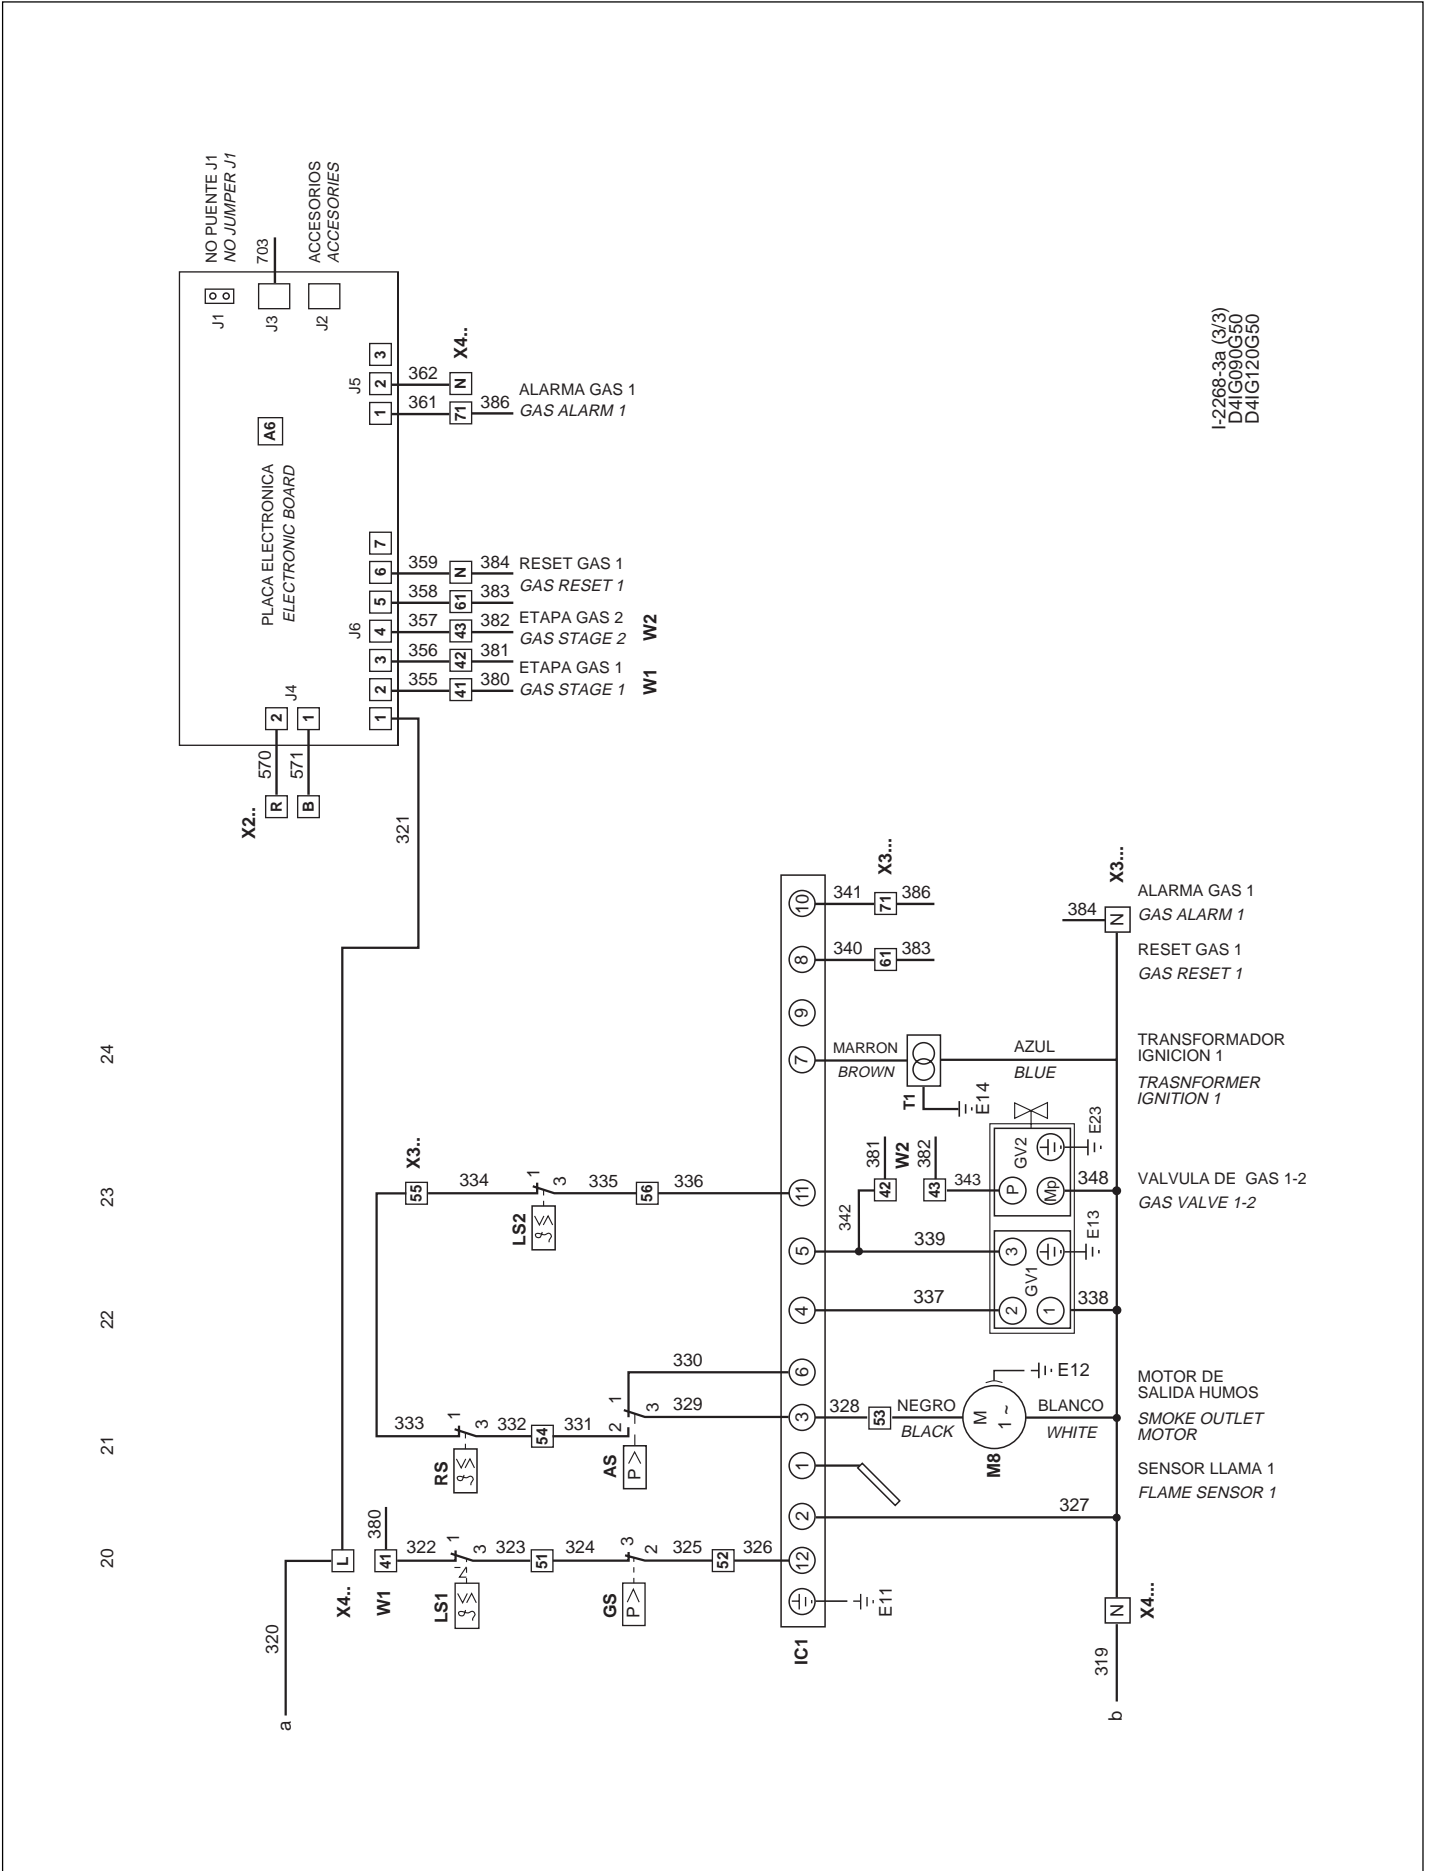 NO PUENTE J1
NO JUMPER J1
703
ACCESORIOS
ACCESORIES
J1
J3
J2
PLACA ELECTRONICA
ELECTRONIC BOARD
A6
J5
3
2
1
362
361
N
71
X4..
386
ALARMA GAS 1
GAS ALARM 1
J6
7
6
5
4
3
2
1
359
358
357
356
355
N
61
43
42
41
384
383
382
381
380
RESET GAS 1
GAS RESET 1
ETAPA GAS 2
GAS STAGE 2
W2
ETAPA GAS 1
GAS STAGE 1
W1
J4
2
1
570
571
X2..
R
B
321
I-2268-3a (3/3)
D4IG090G50
D4IG120G50
24
23
22
21
20
10
341
71
386
X3...
8
340
61
383
9
7
MARRON
BROWN
T1
E14
AZUL
BLUE
384
N
X3...
ALARMA GAS 1
GAS ALARM 1
RESET GAS 1
GAS RESET 1
TRANSFORMADOR
IGNICION 1
TRASNFORMER
IGNITION 1
X3..
55
334
1
3
LS2
335
56
336
11
342
42
381
W2
43
382
343
P
GV2
Mp
E23
348
VALVULA DE GAS 1-2
GAS VALVE 1-2
5
339
3
GV1
E13
4
337
2
1
338
333
1
3
RS
332
54
331
2
1
3
AS
330
329
6
3
328
53
NEGRO
BLACK
M
1 ~
M8
E12
BLANCO
WHITE
MOTOR DE
SALIDA HUMOS
SMOKE OUTLET
MOTOR
1
SENSOR LLAMA 1
FLAME SENSOR 1
2
327
a
320
L
X4..
380
41
W1
322
1
3
LS1
323
51
324
3
2
GS
P >
P >
325
52
326
12
E11
IC1
b
319
N
X4...